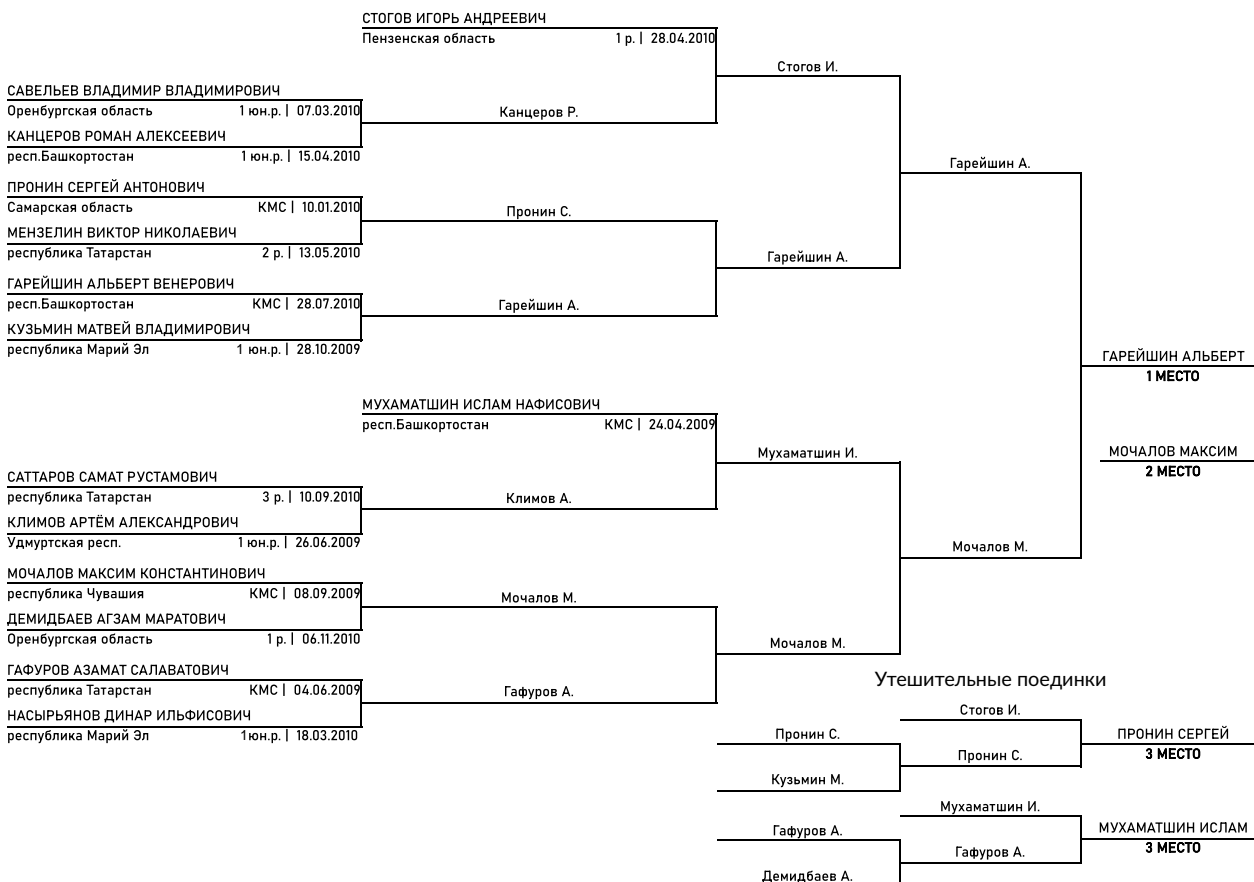 СТОГОВ ИГОРЬ АНДРЕЕВИЧ
Пензенская область 1 р. | 28.04.2010
Стогов И.
САВЕЛЬЕВ ВЛАДИМИР ВЛАДИМИРОВИЧ
Оренбургская область 1 юн.р. | 07.03.2010
Канцеров Р.
КАНЦЕРОВ РОМАН АЛЕКСЕЕВИЧ
респ.Башкортостан 1 юн.р. | 15.04.2010
Гарейшин А.
ПРОНИН СЕРГЕЙ АНТОНОВИЧ
Самарская область КМС | 10.01.2010
Пронин С.
МЕНЗЕЛИН ВИКТОР НИКОЛАЕВИЧ
республика Татарстан 2 р. | 13.05.2010
Гарейшин А.
ГАРЕЙШИН АЛЬБЕРТ ВЕНЕРОВИЧ
респ.Башкортостан КМС | 28.07.2010
Гарейшин А.
КУЗЬМИН МАТВЕЙ ВЛАДИМИРОВИЧ
республика Марий Эл 1 юн.р. | 28.10.2009
ГАРЕЙШИН АЛЬБЕРТ
1 МЕСТО
МУХАМАТШИН ИСЛАМ НАФИСОВИЧ
респ.Башкортостан КМС | 24.04.2009
Мухаматшин И.
МОЧАЛОВ МАКСИМ
2 МЕСТО
САТТАРОВ САМАТ РУСТАМОВИЧ
республика Татарстан 3 р. | 10.09.2010
Климов А.
КЛИМОВ АРТЁМ АЛЕКСАНДРОВИЧ
Удмуртская респ. 1 юн.р. | 26.06.2009
Мочалов М.
МОЧАЛОВ МАКСИМ КОНСТАНТИНОВИЧ
республика Чувашия КМС | 08.09.2009
Мочалов М.
ДЕМИДБАЕВ АГЗАМ МАРАТОВИЧ
Оренбургская область 1 р. | 06.11.2010
Мочалов М.
ГАФУРОВ АЗАМАТ САЛАВАТОВИЧ
республика Татарстан КМС | 04.06.2009
Гафуров А.
НАСЫРЬЯНОВ ДИНАР ИЛЬФИСОВИЧ
республика Марий Эл 1юн.р. | 18.03.2010
Утешительные поединки
Стогов И.
Пронин С.
ПРОНИН СЕРГЕЙ
3 МЕСТО
Пронин С.
Кузьмин М.
Мухаматшин И.
Гафуров А.
МУХАМАТШИН ИСЛАМ
3 МЕСТО
Гафуров А.
Демидбаев А.